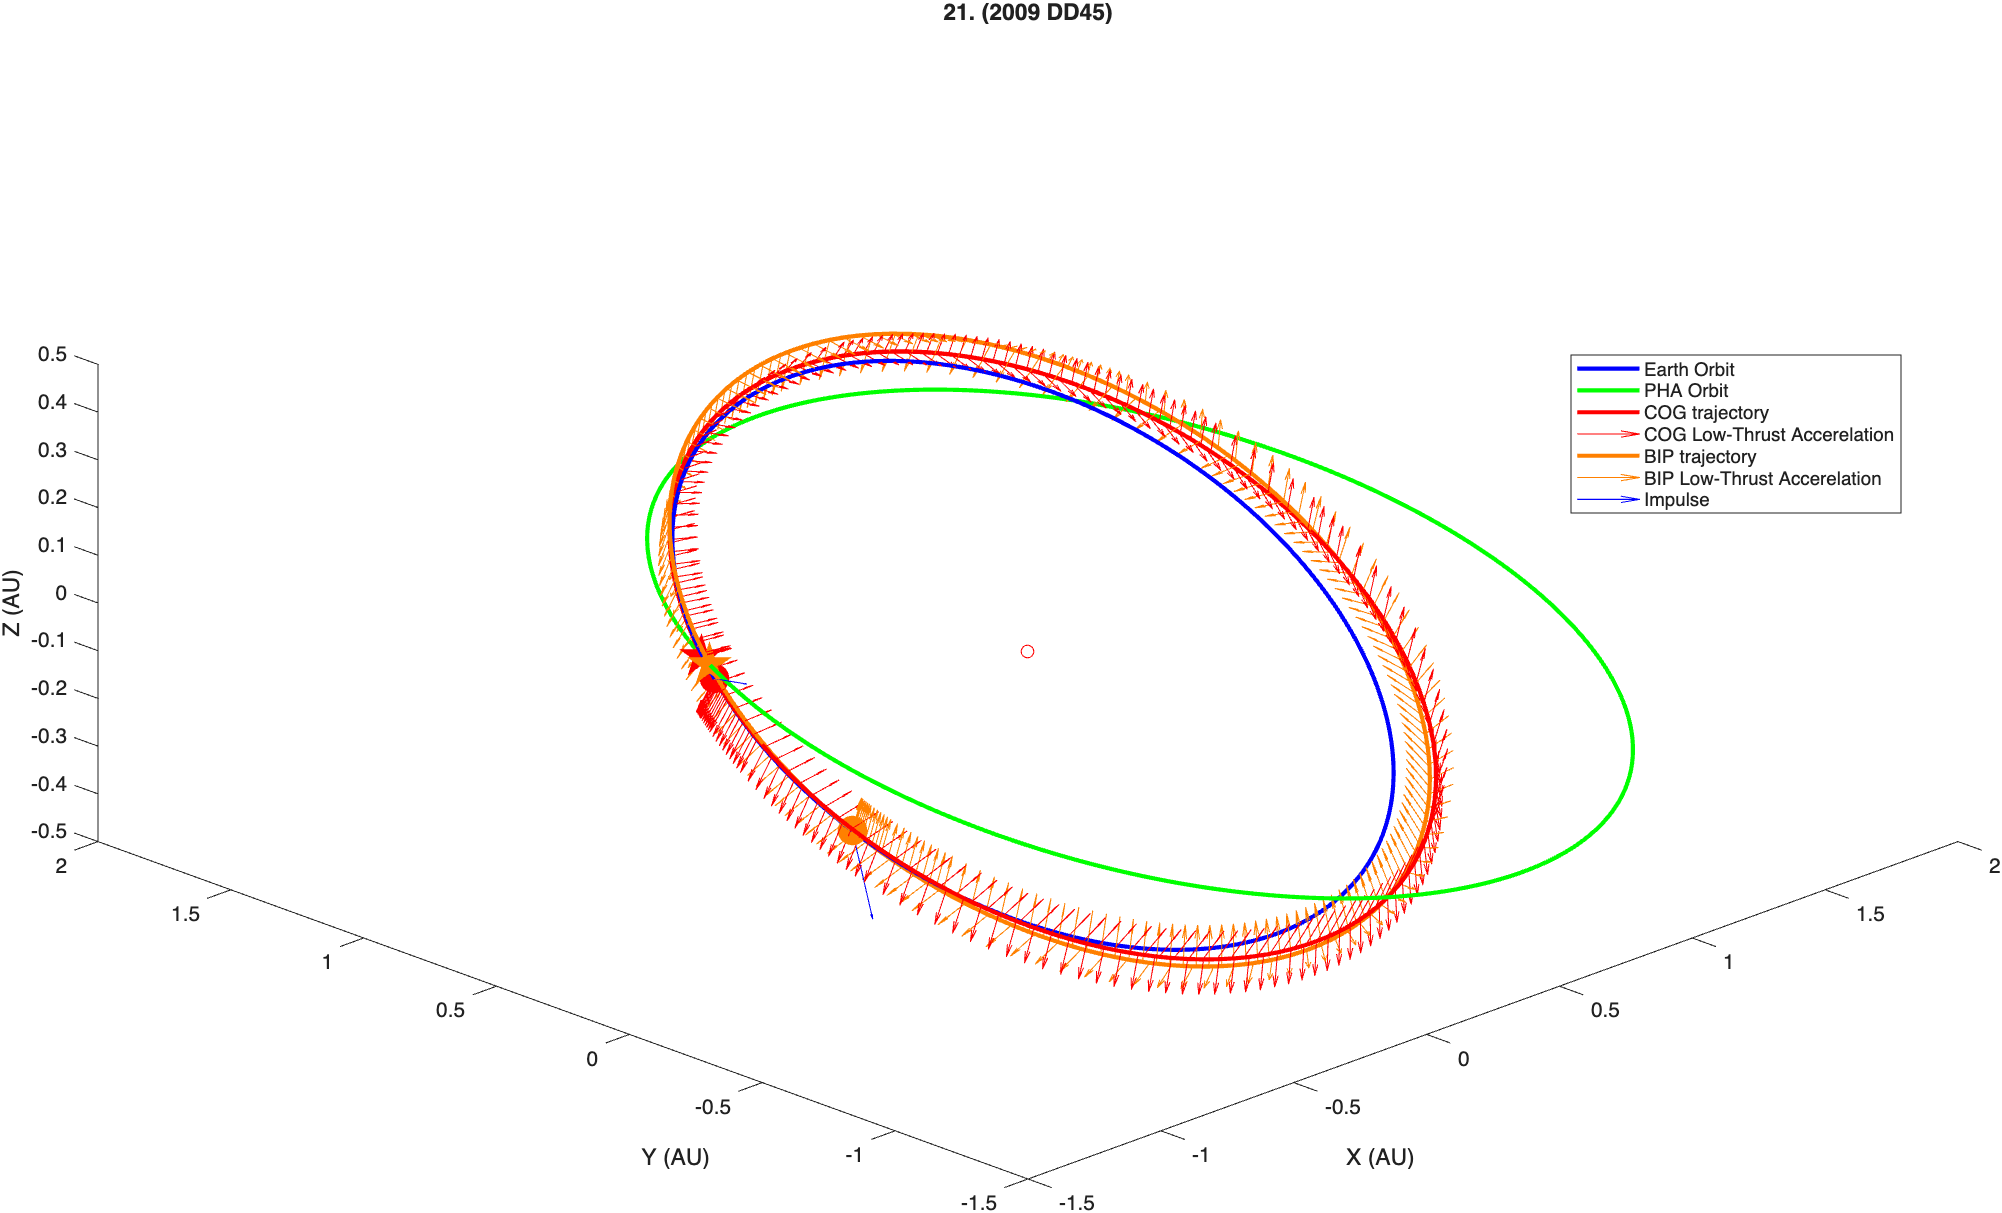 21. (2009 DD45)
Earth Orbit
PHA Orbit
COG trajectory
COG Low-Thrust Accerelation
BIP trajectory
BIP Low-Thrust Accerelation
Impulse
0.5
0.4
0.3
0.2
0.1
0
-0.1
-0.2
-0.3
-0.4
-0.5
Z (AU)
2
1.5
1
0.5
0
-0.5
-1
-1.5
Y (AU)
-1.5
-1
-0.5
0
0.5
1
1.5
2
X (AU)